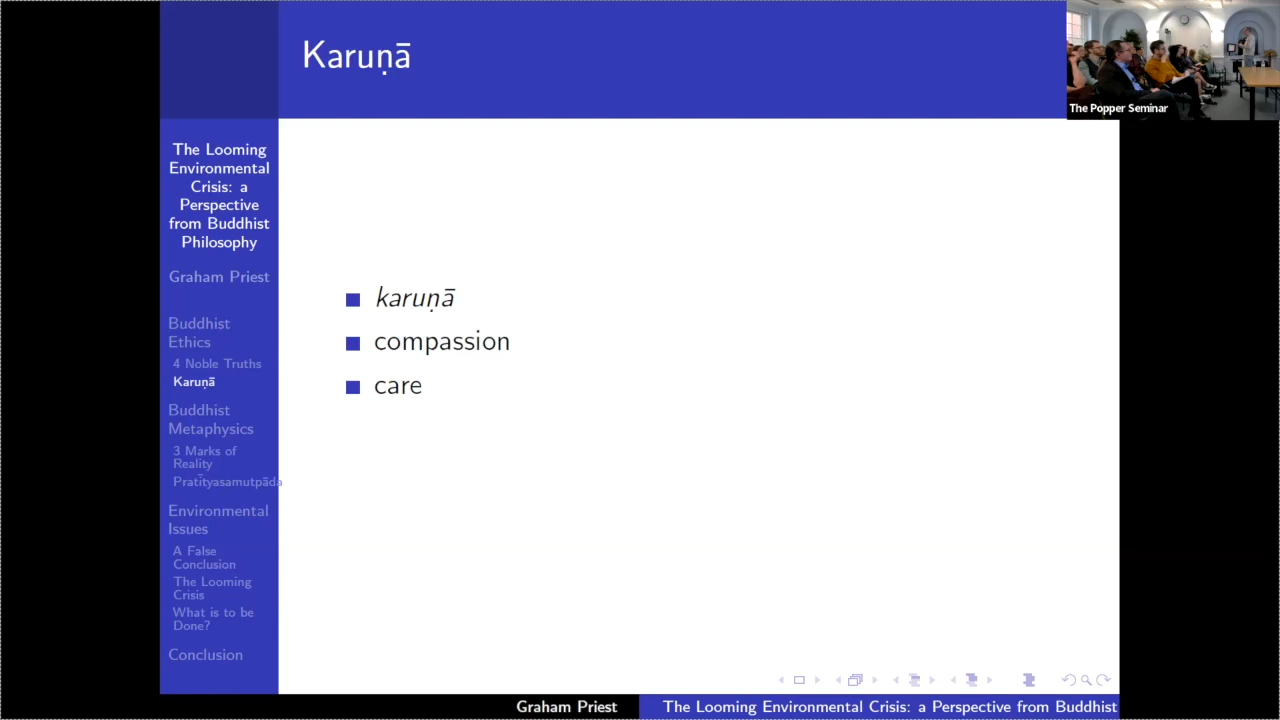 Karuṇā
The Popper Seminar
The Looming
Environmental
Crisis: a
Perspective
from Buddhist
Philosophy
Graham Priest
Buddhist
Ethics
4 Noble Truths
Karuṇā
Buddhist
Metaphysics
3 Marks of
Reality
Pratītyasamutpāda
Environmental
Issues
A False
Conclusion
The Looming
Crisis
What is to be
Done?
Conclusion
karuṇā
compassion
care
Graham Priest
The Looming Environmental Crisis: a Perspective from Buddhist